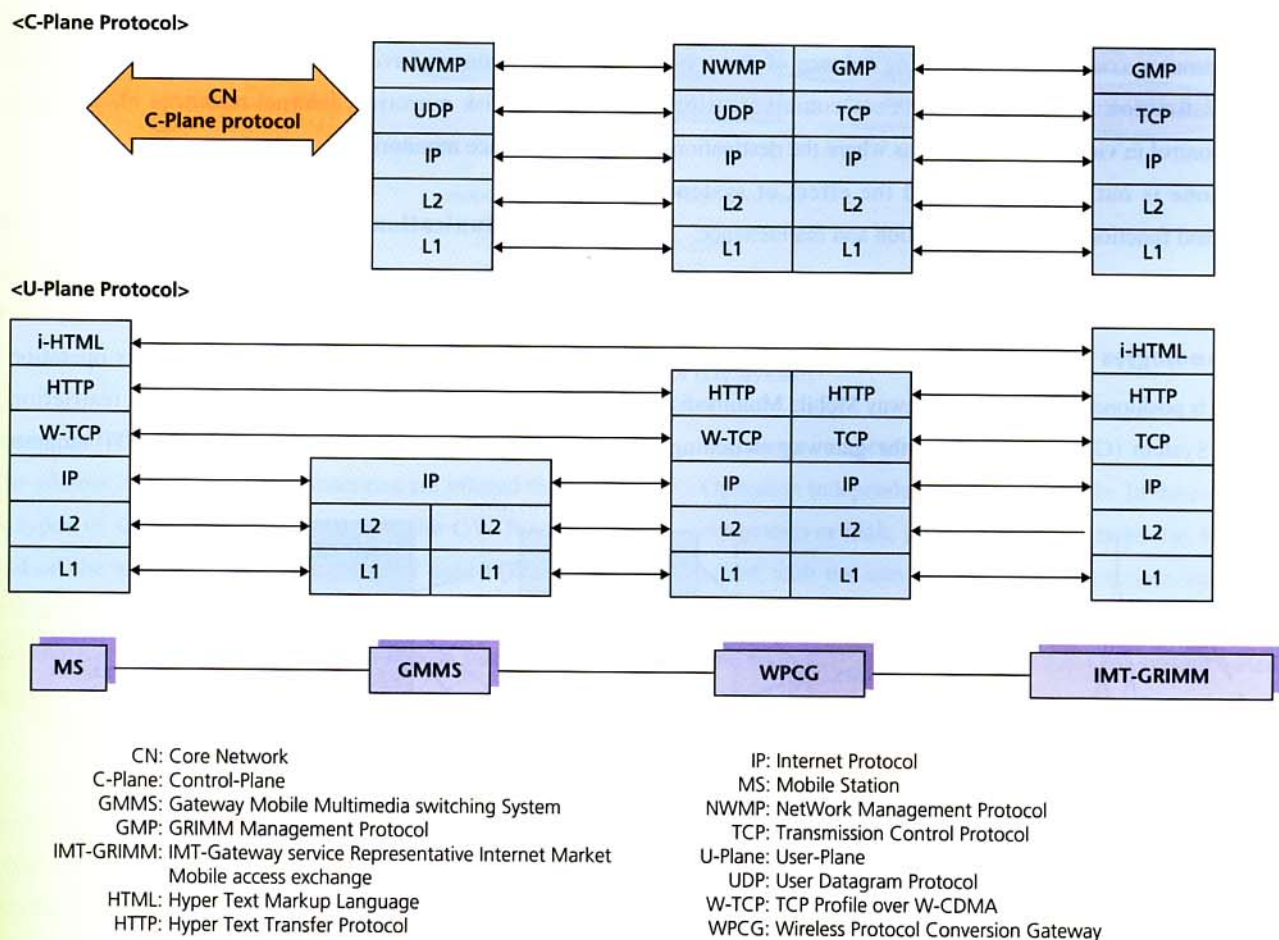 <C-Plane Protocol>
CN
C-Plane protocol
NWMP
UDP
IP
L2
L1
NWMP GMP
UDP TCP
IP IP
L2 L2
L1 L1
GMP
TCP
IP
L2
L1
<U-Plane Protocol>
i-HTML
HTTP
W-TCP
IP
L2
L1
IP
L2 L2
L1 L1
HTTP HTTP
W-TCP TCP
IP IP
L2 L2
L1 L1
i-HTML
HTTP
TCP
IP
L2
L1
MS
GMMS
WPCG
IMT-GRIMM
CN: Core Network
C-Plane: Control-Plane
GMMS: Gateway Mobile Multimedia switching System
GMP: GRIMM Management Protocol
IMT-GRIMM: IMT-Gateway service Representative Internet Market
Mobile access exchange
HTML: Hyper Text Markup Language
HTTP: Hyper Text Transfer Protocol
IP: Internet Protocol
MS: Mobile Station
NWMP: NetWork Management Protocol
TCP: Transmission Control Protocol
U-Plane: User-Plane
UDP: User Datagram Protocol
W-TCP: TCP Profile over W-CDMA
WPCG: Wireless Protocol Conversion Gateway